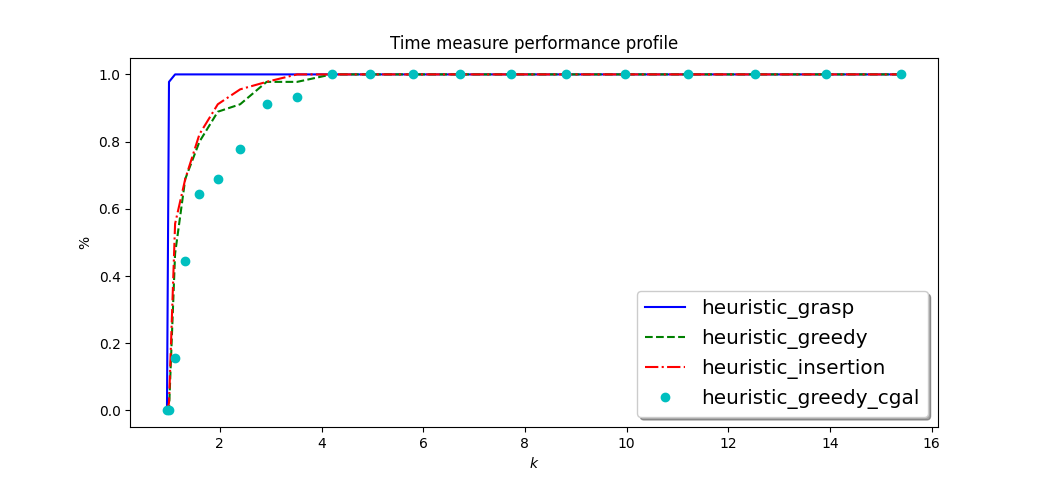 Time measure performance profile
1.0
0.8
0.6
0.4
0.2
0.0
%
2 4 6 8 10 12 14 16
k
heuristic_grasp
heuristic_greedy
heuristic_insertion
heuristic_greedy_cgal